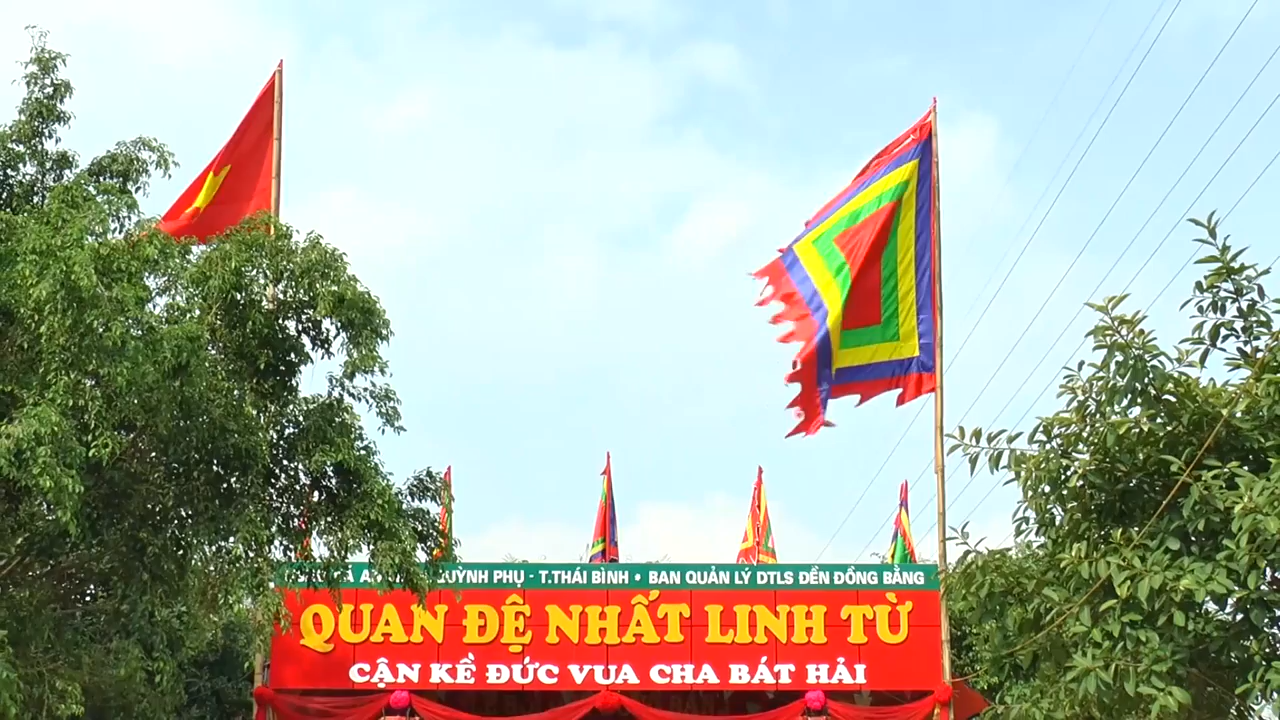 QUỲNH PHỤ - T.THÁI BÌNH • BAN QUẢN LÝ DTLS ĐỀN ĐỒNG BẰNG
QUAN ĐỆ NHẤT LINH TỪ
CẬN KỀ ĐỨC VUA CHA BÁT HẢI